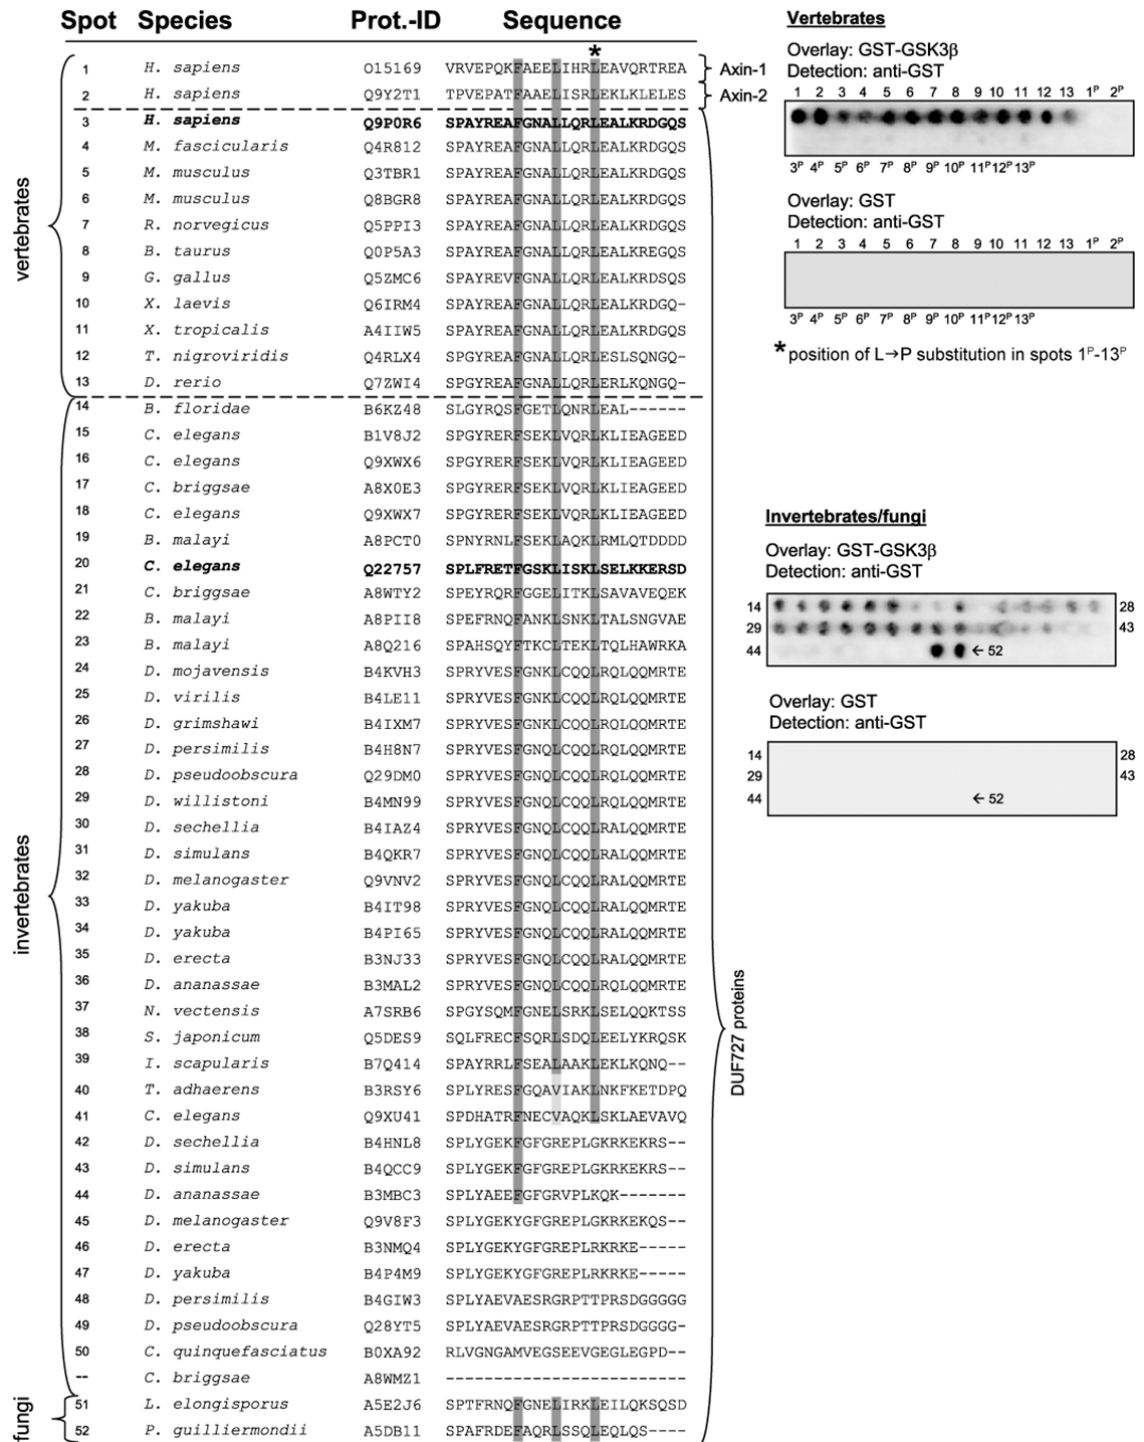 Spot Species Prot.-ID Sequence
*
1 H. sapiens O15169 VRVEPQKFAEELIHRLEAVQRTREA Axin-1
2 H. sapiens Q9Y2T1 TPVEPATFAAELISRLEKLKLELES Axin-2
3 H. sapiens Q9P0R6 SPAYREAFGNALLQRLEALKRDGQS
4 M. fascicularis Q4R812 SPAYREAFGNALLQRLEALKRDGQS
5 M. musculus Q3TBR1 SPAYREAFGNALLQRLEALKRDGQS
6 M. musculus Q8BGR8 SPAYREAFGNALLQRLEALKRDGQS
7 R. norvegicus Q5PPI3 SPAYREAFGNALLQRLEALKRDGQS
8 B. taurus Q0P5A3 SPAYREAFGNALLQRLEALKREGQS
9 G. gallus Q5ZMC6 SPAYREVFGNALLQRLEALKRDSQS
10 X. laevis Q6IRM4 SPAYREAFGNALLQRLEALKRDGQ-
11 X. tropicalis A4IIW5 SPAYREAFGNALLQRLEALKRDGQS
12 T. nigroviridis Q4RLX4 SPGYREAFGNALLQRLESLSQNGQ-
13 D. rerio Q7ZWI4 SPGYREAFGNALLQRLERLKQNGQ-
14 B. floridae B6KZ48 SLGYRQSFGETLQNRLEAL------
15 C. elegans B1V8J2 SPGYRERFSEKLVQRLKLIEAGEED
16 C. elegans Q9XWX6 SPGYRERFSEKLVQRLKLIEAGEED
17 C. briggsae A8X0E3 SPGYRERFSEKLVQRLKLIEAGEED
18 C. elegans Q9XWX7 SPGYRERFSEKLVQRLKLIEAGEED
19 B. malayi A8PCT0 SPNYRNLFSEKLAQKLRMLQTDDDD
20 C. elegans Q22757 SPLFRETFGSKLISKLSELKKERSD
21 C. briggsae A8WTY2 SPEYRQRFGGELITKLSAVAVEQEK
22 B. malayi A8PII8 SPEFRNQFANKLSNKLTALSNGVAE
23 B. malayi A8Q216 SPAHSQYFTKCLTEKLTQLHAWRKA
24 D. mojavensis B4KVH3 SPRYVESFGNKLCQQLRQLQQMRTE
25 D. virilis B4LE11 SPRYVESFGNKLCQQLRQLQQMRTE
26 D. grimshawi B4IXM7 SPRYVESFGNKLCQQLRQLQQMRTE
27 D. persimilis B4H8N7 SPRYVESFGNQLCQQLRQLQQMRTE
28 D. pseudoobscura Q29DM0 SPRYVESFGNQLCQQLRQLQQMRTE
29 D. willistoni B4MN99 SPRYVESFGNQLCQQLRQLQQMRTE
30 D. sechellia B4IAZ4 SPRYVESFGNQLCQQLRALQQMRTE
31 D. simulans B4QKR7 SPRYVESFGNQLCQQLRALQQMRTE
32 D. melanogaster Q9VNV2 SPRYVESFGNQLCQQLRALQQMRTE
33 D. yakuba B4IT98 SPRYVESFGNQLCQQLRALQQMRTE
34 D. yakuba B4PI65 SPRYVESFGNQLCQQLRALQQMRTE
35 D. erecta B3NJ33 SPRYVESFGNQLCQQLRALQQMRTE
36 D. ananassae B3MAL2 SPRYVESFGNQLCQQLRQLQQMRTE
37 N. vectensis A7SRB6 SPGYSQMFGNELSRKLSELQQKTSS
38 S. japonicum Q5DES9 SQLFRECFSQRLSDQLEELYKRQSK
39 I. scapularis B7Q414 SPAYRRLFSEALAAKLEKLKQNQ--
40 T. adhaerens B3RSY6 SPLYRESFGQAVIAKLNKFKETDPQ
41 C. elegans Q9XU41 SPDHATRFNECVAQKLSKLAEVAVQ
42 D. sechellia B4HNL8 SPLYGEKFGFGREPLGKRKEKRS--
43 D. simulans B4QCC9 SPLYGEKFGFGREPLGKRKEKRS--
44 D. ananassae B3MBC3 SPLYAEEFGFGRVPLKQK-------
45 D. melanogaster Q9V8F3 SPLYGEKYGFGREPLGKRKEKQS--
46 D. erecta B3NMQ4 SPLYGEKYGFGREPLRKRKE-----
47 D. yakuba B4P4M9 SPLYGEKYGFGREPLRKRKE-----
48 D. persimilis B4GIW3 SPLYAEVAESRGRPTTPRSDGGGGG
49 D. pseudoobscura Q28YT5 SPLYAEVAESRGRPTTPRSDGGGG-
50 C. quinquefasciatus B0XA92 RLVGNGAMVEGSEEVGEGLEGPD--
-- C. briggsae A8WMZ1 -------------------------
51 L. elongisporus A5E2J6 SPTFRNQFGNELIRKLEILQKSQSD
52 P. guilliermondii A5DB11 SPAFRDEFAQRLSSQLEQLQS----
vertebrates
invertebrates
fungi
DUF727 proteins
Vertebrates
Overlay: GST-GSK3β
Detection: anti-GST
1 2 3 4 5 6 7 8 9 10 11 12 13 1P 2P
3P 4P 5P 6P 7P 8P 9P 10P 11P 12P 13P
Overlay: GST
Detection: anti-GST
1 2 3 4 5 6 7 8 9 10 11 12 13 1P 2P
3P 4P 5P 6P 7P 8P 9P 10P 11P 12P 13P
*position of L→P substitution in spots 1P-13P
Invertebrates/fungi
Overlay: GST-GSK3β
Detection: anti-GST
14 28
29 43
44 ← 52
Overlay: GST
Detection: anti-GST
14 28
29 43
44 ← 52